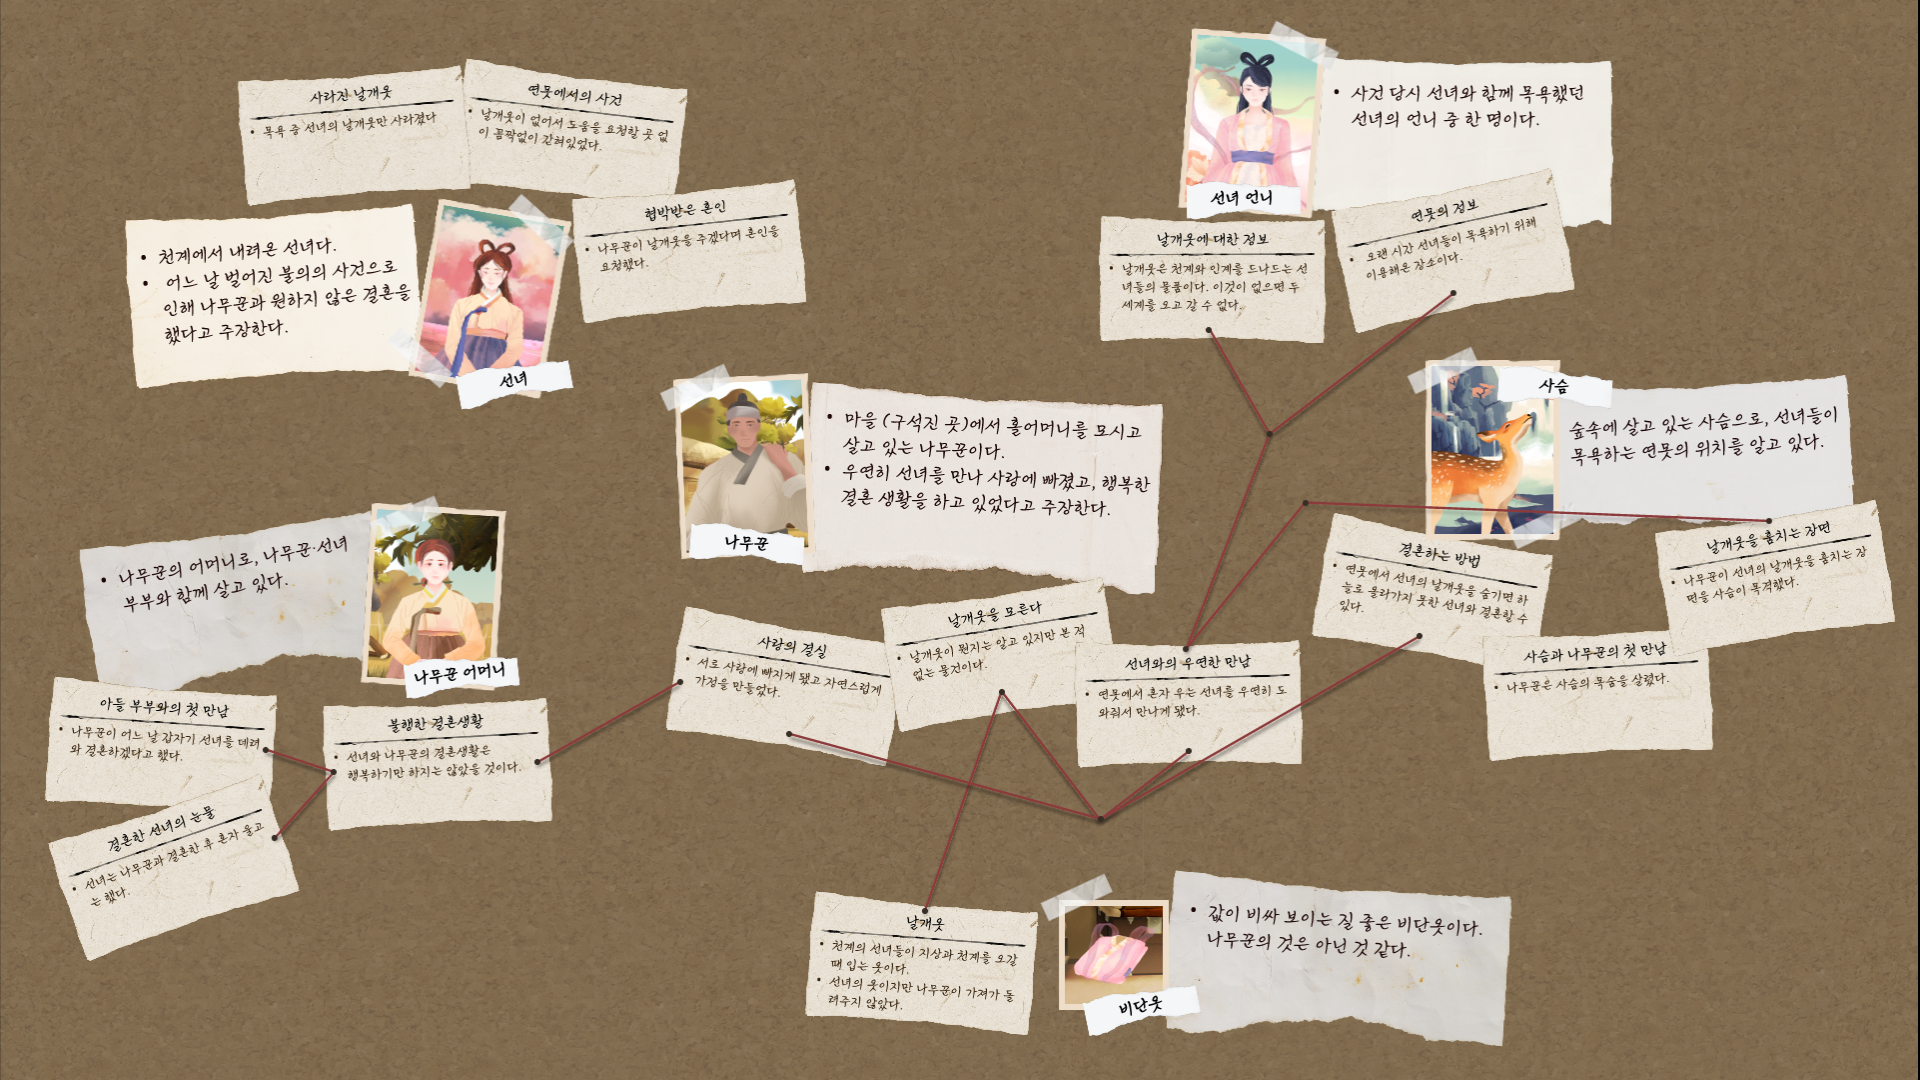 사라진 날개옷
• 목욕 중 선녀의 날개옷만 사라졌다
연못에서의 사건
• 날개옷이 없어서 도움을 요청할 곳 없
이 꼼짝없이 갇혀있었다.
협박받은 혼인
• 나무꾼이 날개옷을 주겠다며 혼인을
요청했다.
• 천계에서 내려온 선녀다.
• 어느 날 벌어진 불의의 사건으로
인해 나무꾼과 원하지 않은 결혼을
했다고 주장한다.
선녀
선녀 언니
• 사건 당시 선녀와 함께 목욕했던
선녀의 언니 중 한 명이다.
날개옷에 대한 정보
• 날개옷은 천계와 인계를 드나드는 선
녀들의 물품이다. 이것이 없으면 두
세계를 오고 갈 수 없다.
연못의 정보
• 오랜 시간 선녀들이 목욕하기 위해
이용해온 장소이다.
나무꾼
• 마을 (구석진 곳)에서 홀어머니를 모시고
살고 있는 나무꾼이다.
• 우연히 선녀를 만나 사랑에 빠졌고, 행복한
결혼 생활을 하고 있었다고 주장한다.
사랑의 결실
• 서로 사랑에 빠지게 됐고 자연스럽게
가정을 만들었다.
날개옷을 모른다
• 날개옷이 뭔지는 알고 있지만 본 적
없는 물건이다.
선녀와의 우연한 만남
• 연못에서 혼자 우는 선녀를 우연히 도
와줘서 만나게 됐다.
사슴
숲속에 살고 있는 사슴으로, 선녀들이
목욕하는 연못의 위치를 알고 있다.
결혼하는 방법
• 연못에서 선녀의 날개옷을 숨기면 하
늘로 올라가지 못한 선녀와 결혼할 수
있다.
날개옷을 훔치는 장면
• 나무꾼이 선녀의 날개옷을 훔치는 장
면을 사슴이 목격했다.
사슴과 나무꾼의 첫 만남
• 나무꾼은 사슴의 목숨을 살렸다.
• 나무꾼의 어머니로, 나무꾼·선녀
부부와 함께 살고 있다.
나무꾼 어머니
아들 부부와의 첫 만남
• 나무꾼이 어느 날 갑자기 선녀를 데려
와 결혼하겠다고 했다.
불행한 결혼생활
• 선녀와 나무꾼의 결혼생활은
행복하기만 하지는 않았을 것이다.
결혼한 선녀의 눈물
• 선녀는 나무꾼과 결혼한 후 혼자 울고
는 했다.
날개옷
• 천계의 선녀들이 지상과 천계를 오갈
때 입는 옷이다.
• 선녀의 옷이지만 나무꾼이 가져가 돌
려주지 않았다.
비단옷
• 값이 비싸 보이는 질 좋은 비단옷이다.
나무꾼의 것은 아닌 것 같다.